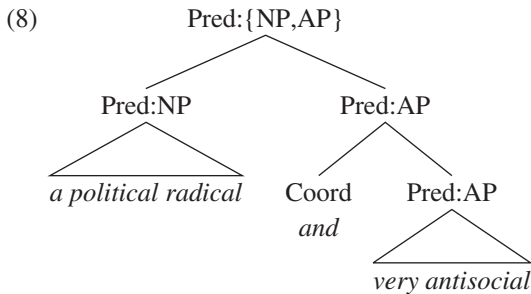 (8) Pred:{NP,AP}
Pred:NP Pred:AP
a political radical Coord Pred:AP
and
very antisocial